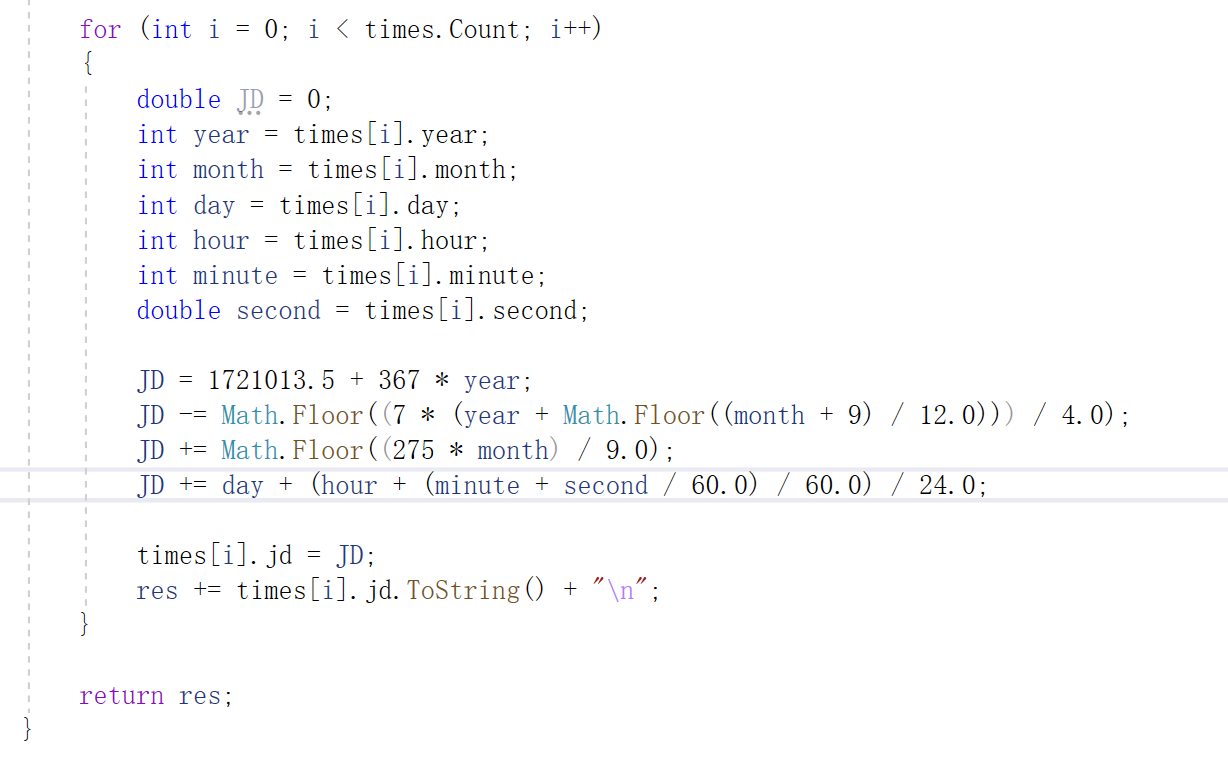 for (int i = 0; i < times.Count; i++)
{
double JD = 0;
int year = times[i].year;
int month = times[i].month;
int day = times[i].day;
int hour = times[i].hour;
int minute = times[i].minute;
double second = times[i].second;
JD = 1721013.5 + 367 * year;
JD -= Math.Floor((7 * (year + Math.Floor((month + 9) / 12.0))) / 4.0);
JD += Math.Floor((275 * month) / 9.0);
JD += day + (hour + (minute + second / 60.0) / 60.0) / 24.0;
times[i].jd = JD;
res += times[i].jd.ToString() + "\n";
}
return res;
}